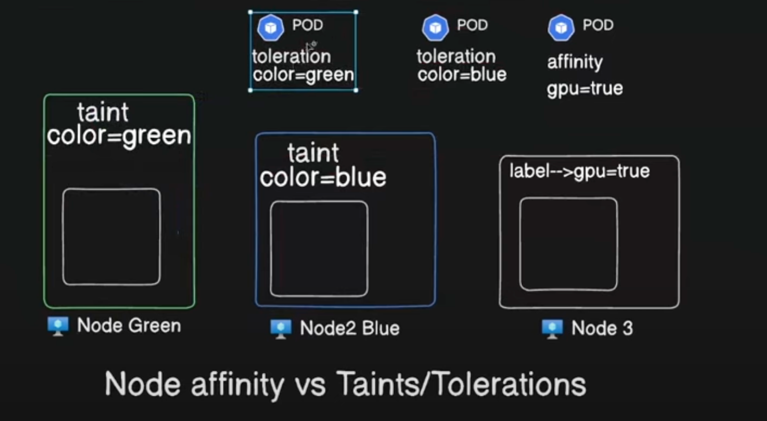 POD
toleration
color=green
POD
toleration
color=blue
POD
affinity
gpu=true
taint
color=green
taint
color=blue
label-->gpu=true
Node Green
Node2 Blue
Node 3
Node affinity vs Taints/Tolerations